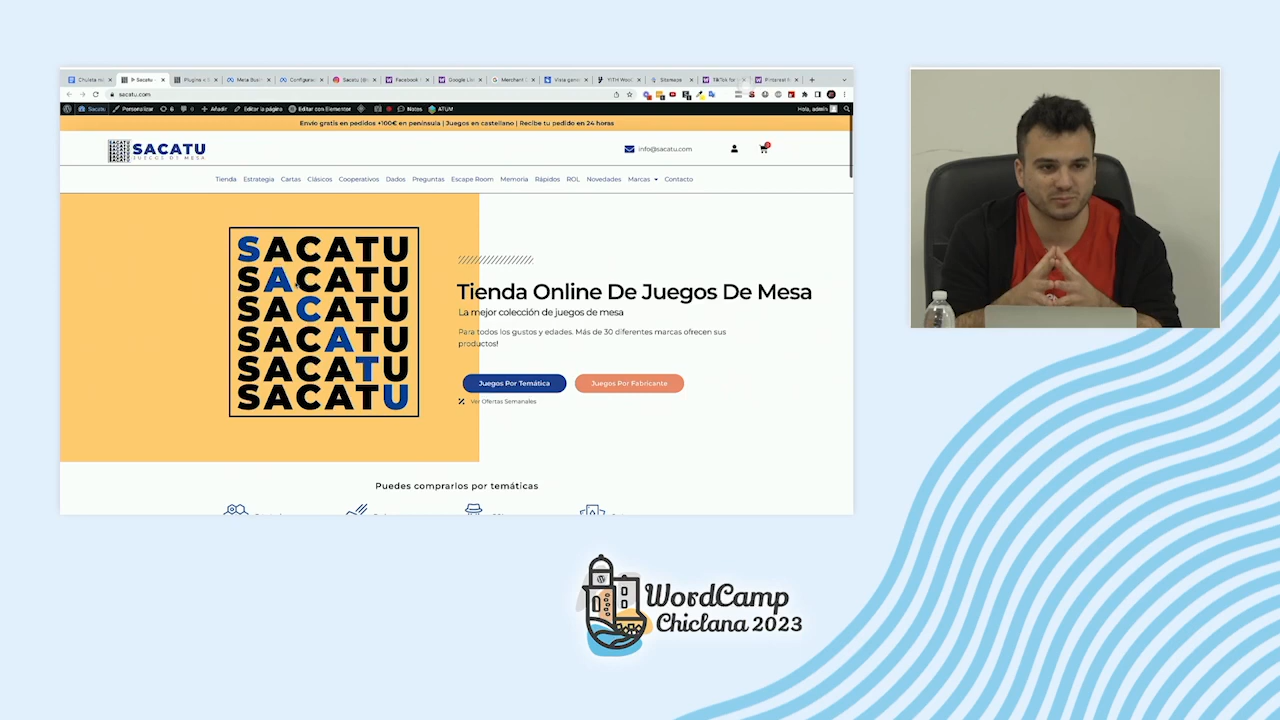 Sacatu
sacatu.com
Sacatu
Personalizar
6
0
Añadir
Editar la página
Editar con Elementor
Notas
ATUM
Hola, admin
Envío gratis en pedidos +100€ en península | Juegos en castellano | Recibe tu pedido en 24 horas
SACATU
JUEGOS DE MESA
info@sacatu.com
Tienda Estrategia Cartas Clásicos Cooperativos Dados Preguntas Escape Room Memoria Rápidos ROL Novedades Marcas Contacto
SACATU
SACATU
SACATU
SACATU
SACATU
SACATU
Tienda Online De Juegos De Mesa
La mejor colección de juegos de mesa
Para todos los gustos y edades. Más de 30 diferentes marcas ofrecen sus
productos!
Juegos Por Temática
Juegos Por Fabricante
Ver Ofertas Semanales
Puedes comprarlos por temáticas
WordCamp
Chiclana 2023